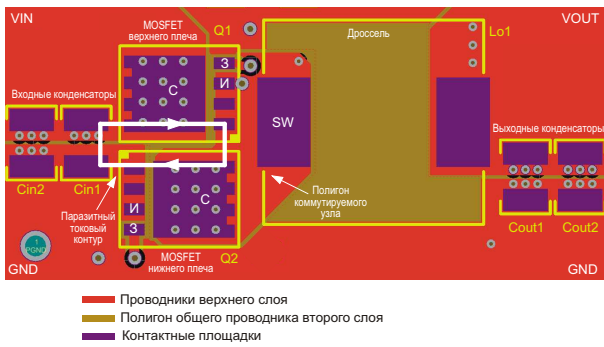 VIN
MOSFET
верхнего плеча
Q1
Дроссель
Lo1
VOUT
З
И
С
Входные конденсаторы
SW
Выходные конденсаторы
Cin2
Cin1
Паразитный
токовый
контур
С
И
З
Полигон
коммутируемого
узла
Cout1
Cout2
1
PGND
GND
MOSFET
нижнего плеча
Q2
GND
Проводники верхнего слоя
Полигон общего проводника второго слоя
Контактные площадки